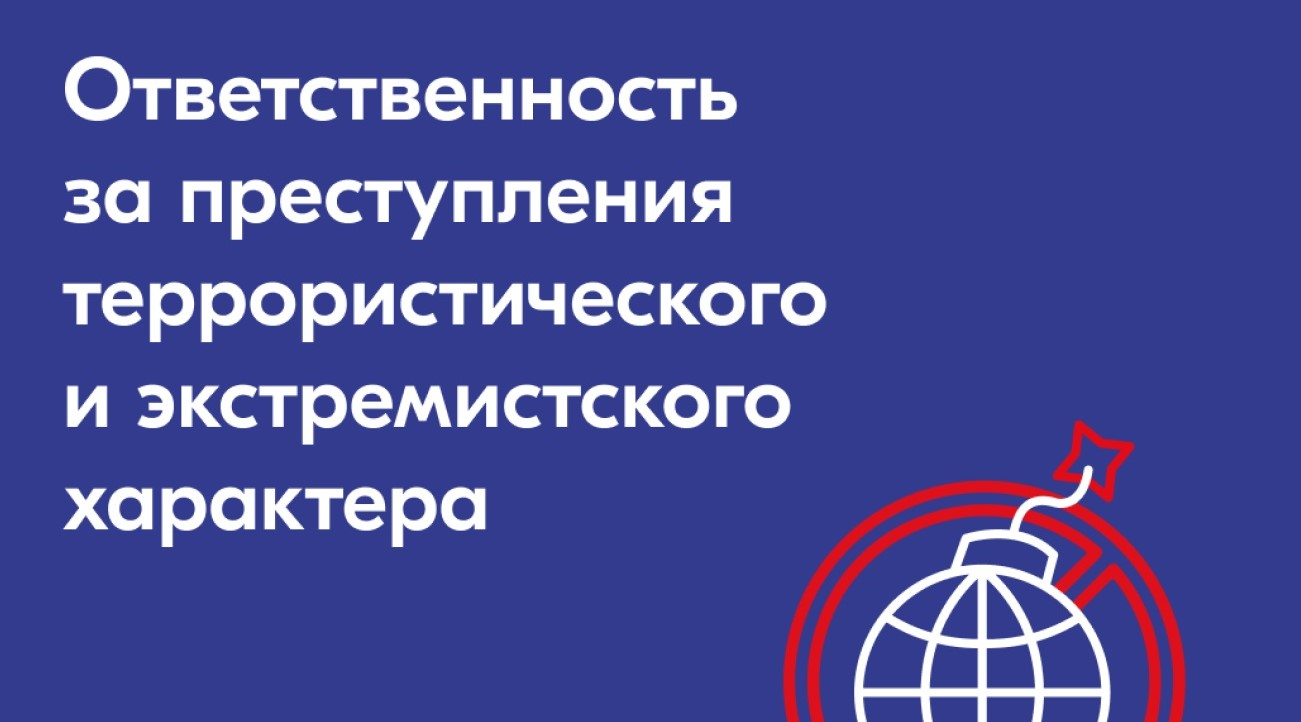 Ответственность
за преступления
террористического
и экстремистского
характера